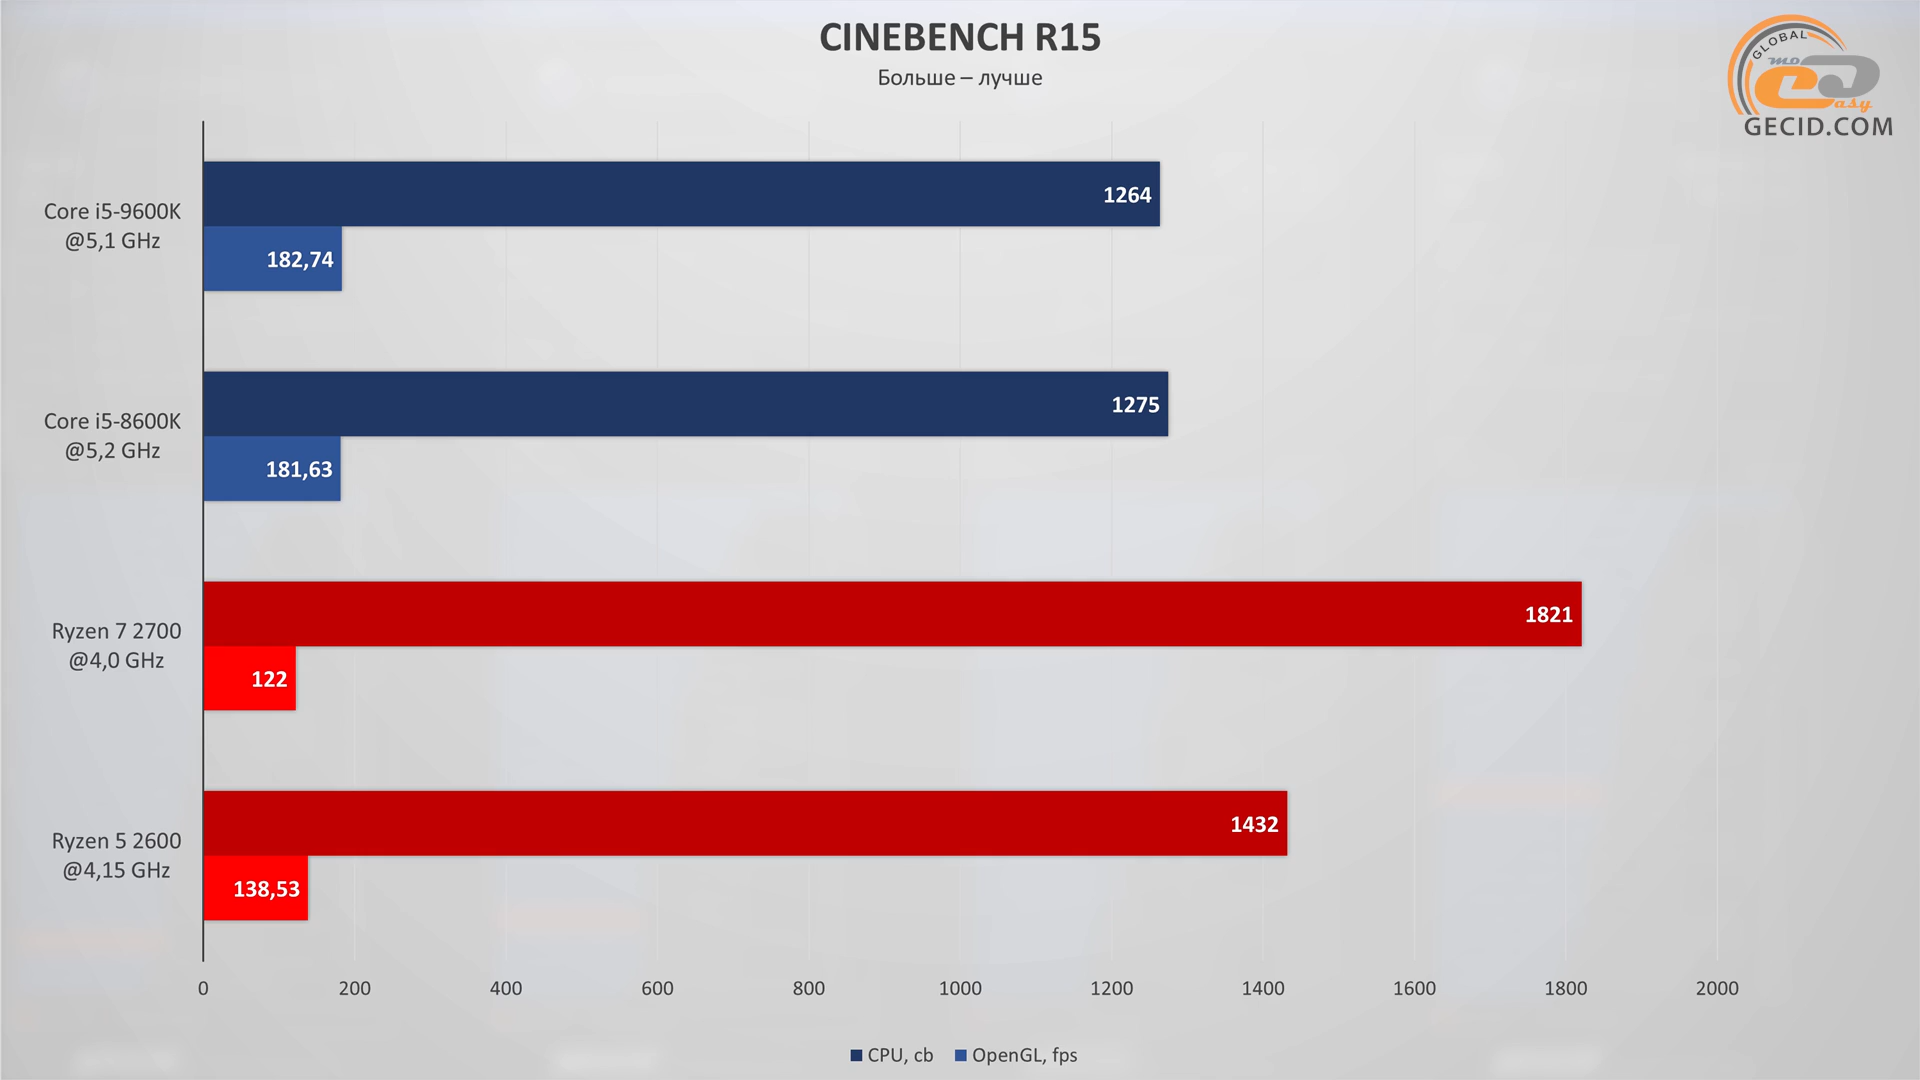 CINEBENCH R15
Больше – лучше
GLOBAL
mo
easy
GECID.COM
Core i5-9600K
@5,1 GHz
1264
182,74
Core i5-8600K
@5,2 GHz
1275
181,63
Ryzen 7 2700
@4,0 GHz
1821
122
Ryzen 5 2600
@4,15 GHz
1432
138,53
0 200 400 600 800 1000 1200 1400 1600 1800 2000
CPU, cb OpenGL, fps